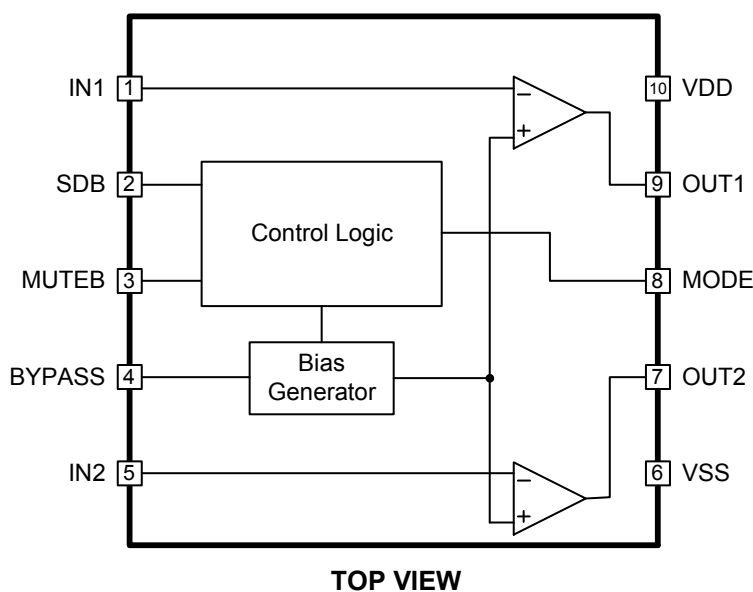 IN1 1
10 VDD
−
+
SDB 2
9 OUT1
Control Logic
MUTEB 3
8 MODE
Bias
Generator
BYPASS 4
7 OUT2
IN2 5
6 VSS
−
+
TOP VIEW